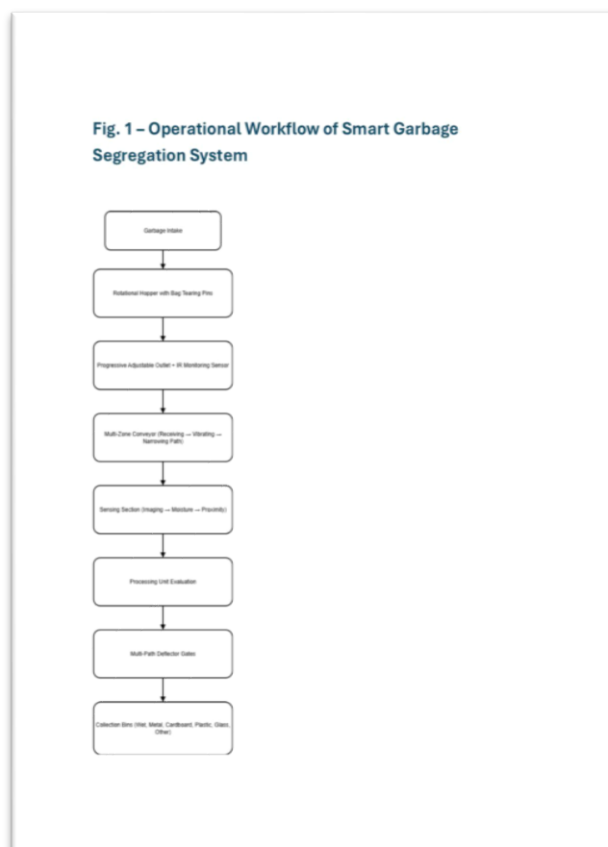 Fig. 1 – Operational Workflow of Smart Garbage
Segregation System
Garbage Intake
Rotational Hopper with Bag Tearing Pins
Progressive Adjustable Outlet + IR Monitoring Sensor
Multi-Zone Conveyor (Receiving → Vibrating →
Narrowing Path)
Sensing Section (Imaging → Moisture → Proximity)
Processing Unit Evaluation
Multi-Path Deflector Gates
Collection Bins (Wet, Metal, Cardboard, Plastic, Glass,
Other)